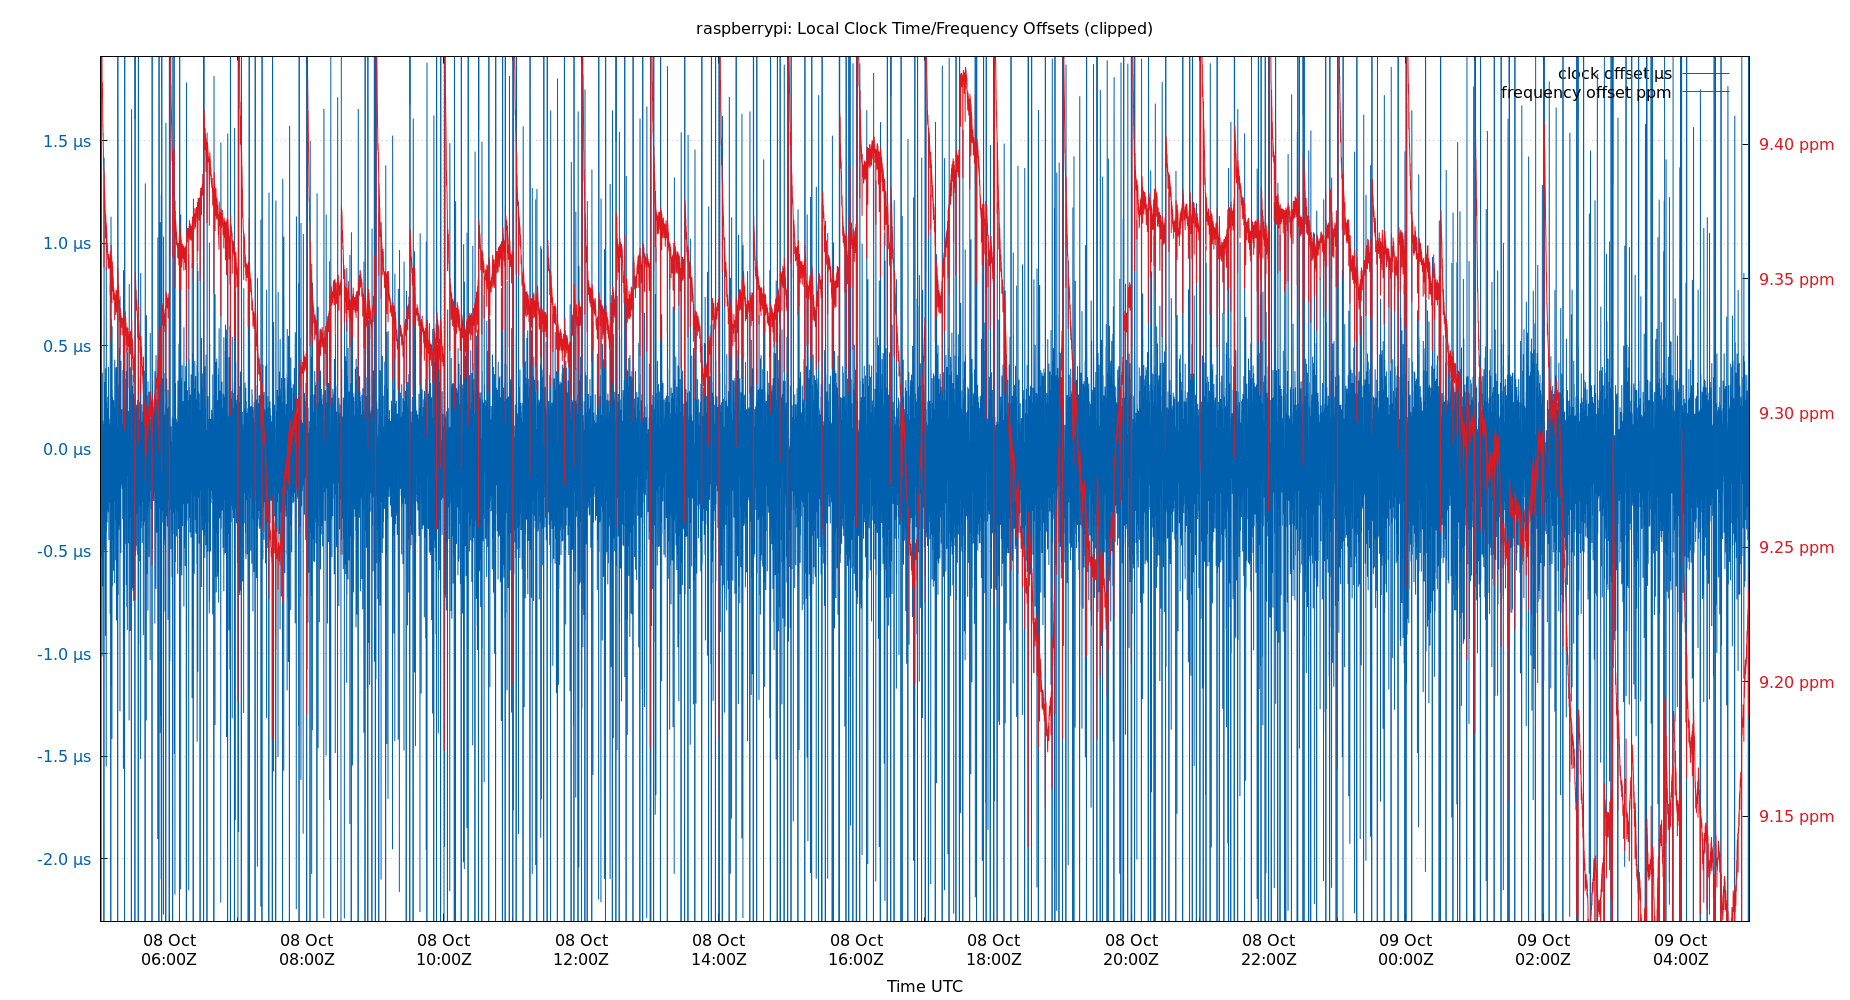 raspberrypi: Local Clock Time/Frequency Offsets (clipped)
clock offset µs
frequency offset ppm
1.5 µs
1.0 µs
0.5 µs
0.0 µs
-0.5 µs
-1.0 µs
-1.5 µs
-2.0 µs
9.40 ppm
9.35 ppm
9.30 ppm
9.25 ppm
9.20 ppm
9.15 ppm
08 Oct 08 Oct 08 Oct 08 Oct 08 Oct 08 Oct 08 Oct 08 Oct 08 Oct 09 Oct 09 Oct 09 Oct
06:00Z 08:00Z 10:00Z 12:00Z 14:00Z 16:00Z 18:00Z 20:00Z 22:00Z 00:00Z 02:00Z 04:00Z
Time UTC